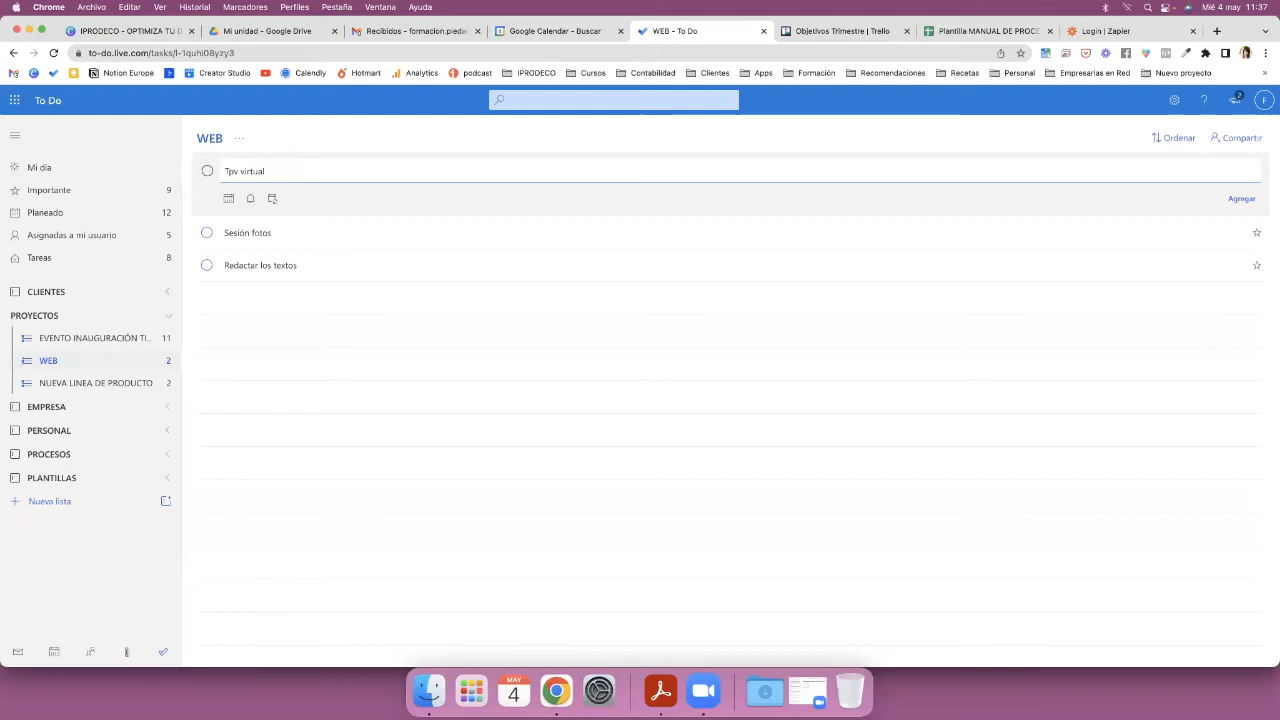 Chrome Archivo Editar Ver Historial Marcadores Perfiles Pestaña Ventana Ayuda Mié 4 may 11:37
IPRODECO - OPTIMIZA TU D Mi unidad - Google Drive Recibidos - formacion.pieda Google Calendar - Buscar WEB - To Do Objetivos Trimestre | Trello Plantilla MANUAL DE PROCE Login | Zapier
to-do.live.com/tasks/l-1quhi08yzy3
Notion Europe Creator Studio Calendly Hotmart Analytics podcast IPRODECO Cursos Contabilidad Clientes Apps Formación Recomendaciones Recetas Personal Empresarias en Red Nuevo proyecto »
To Do 2 F
WEB ... Ordenar Compartir
Mi día
Importante 9
Planeado 12
Asignadas a mi usuario 5
Tareas 8
CLIENTES
PROYECTOS
EVENTO INAUGURACIÓN TI... 11
WEB 2
NUEVA LINEA DE PRODUCTO 2
EMPRESA
PERSONAL
PROCESOS
PLANTILLAS
Nueva lista
Tpv virtual
Agregar
Sesión fotos
Redactar los textos
MAY
4